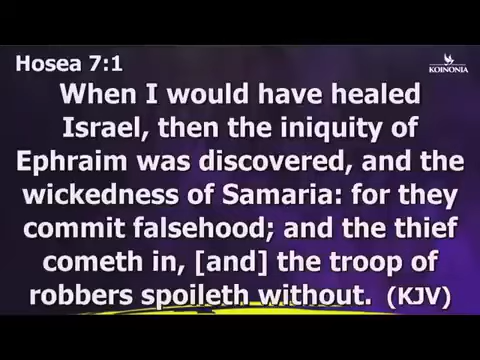 Hosea 7:1
KOINONIA
When I would have healed
Israel, then the iniquity of
Ephraim was discovered, and the
wickedness of Samaria: for they
commit falsehood; and the thief
cometh in, [and] the troop of
robbers spoileth without. (KJV)